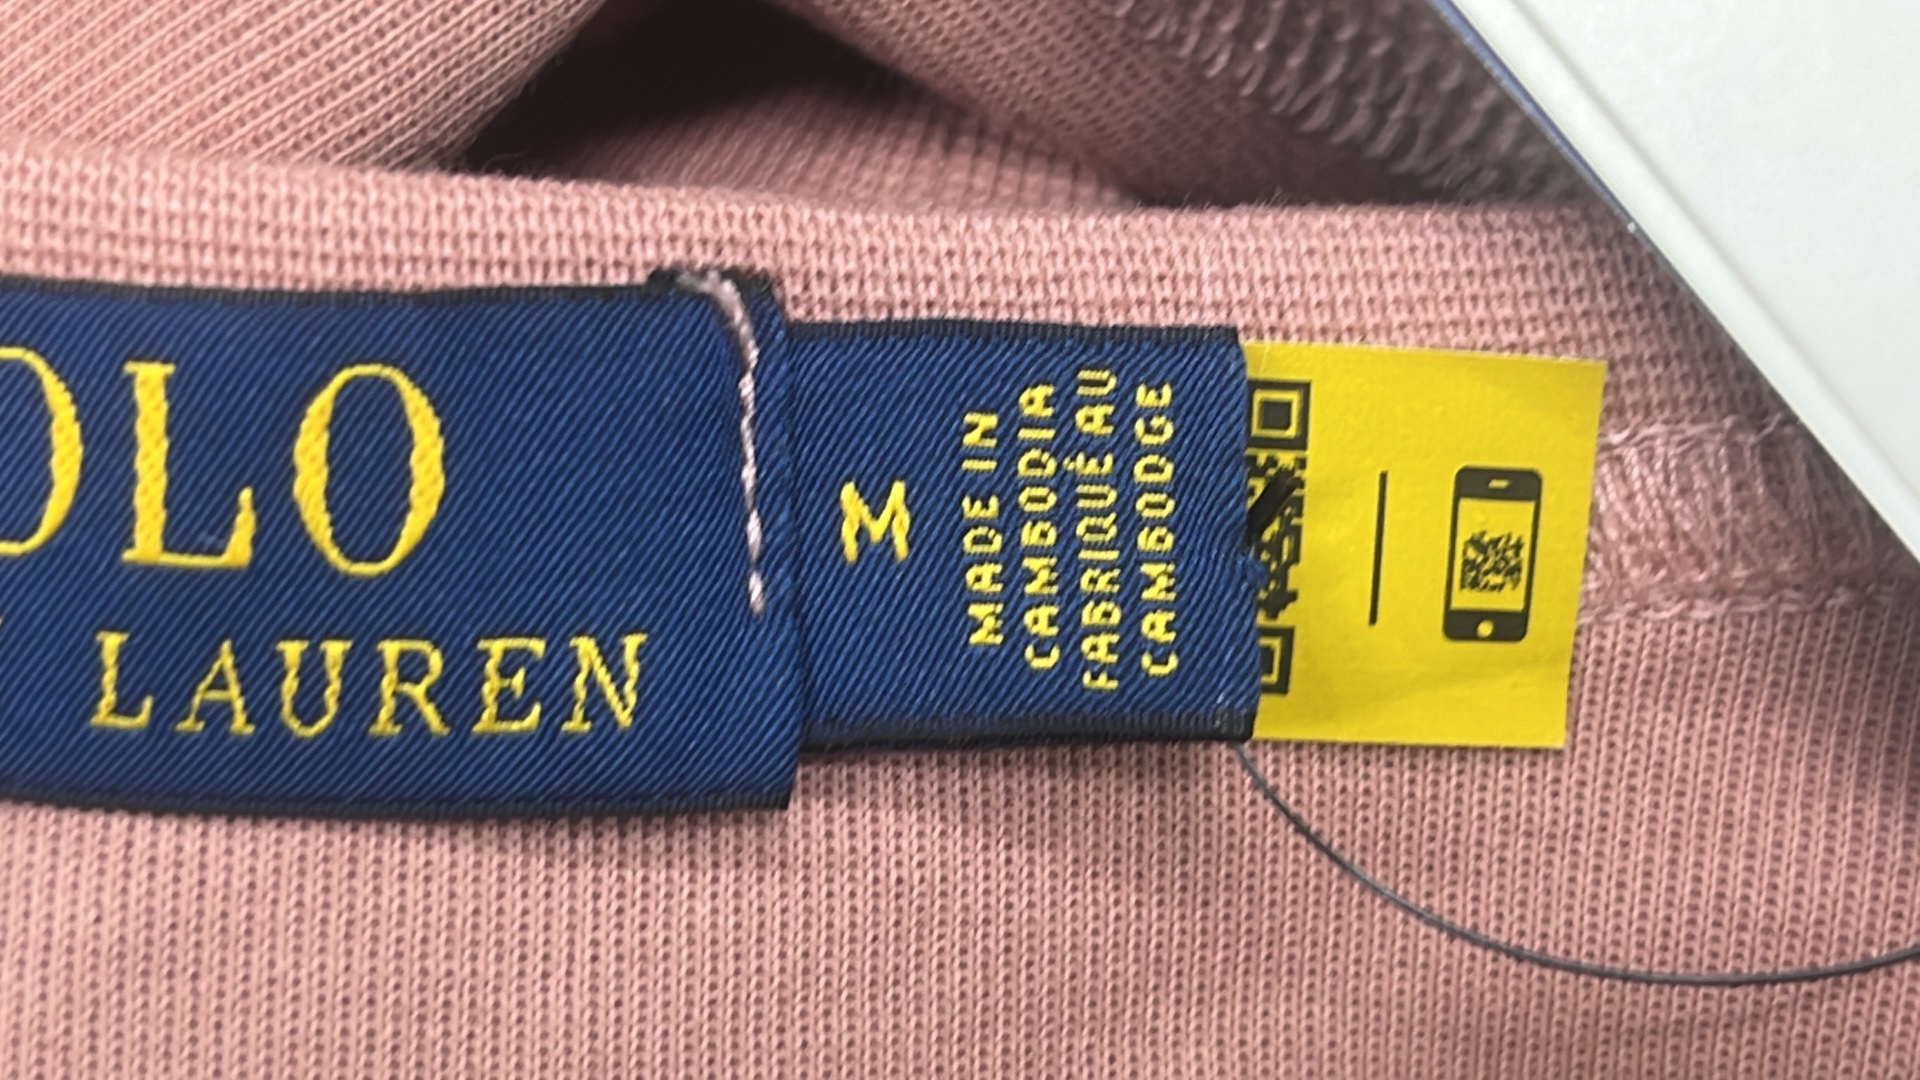 OLO
LAUREN
M
MADE IN
CAMBODIA
FABRIQUÉ AU
CAMBODGE